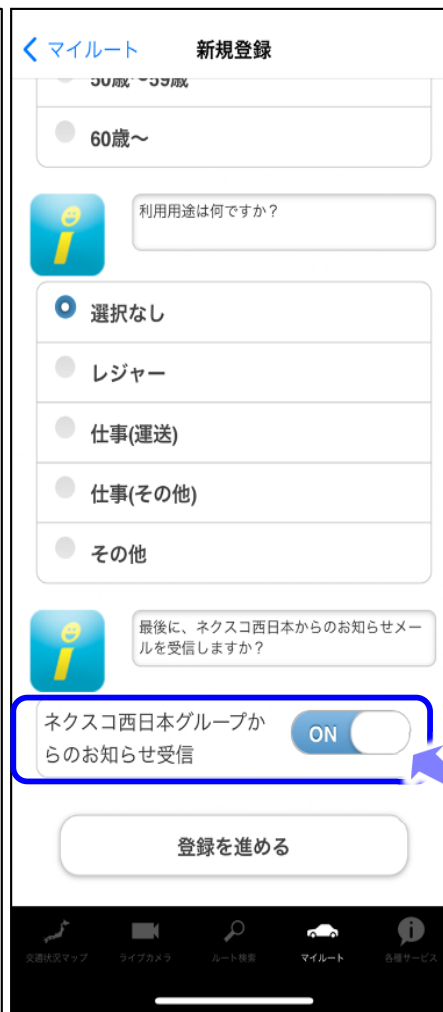 マイルート
新規登録
50歳〜59歳
60歳〜
利用用途は何ですか？
選択なし
レジャー
仕事(運送)
仕事(その他)
その他
最後に、ネクスコ西日本からのお知らせメー
ルを受信しますか？
ネクスコ西日本グループか
らのお知らせ受信
ON
登録を進める
交通状況マップ
ライブカメラ
ルート検索
マイルート
各種サービス